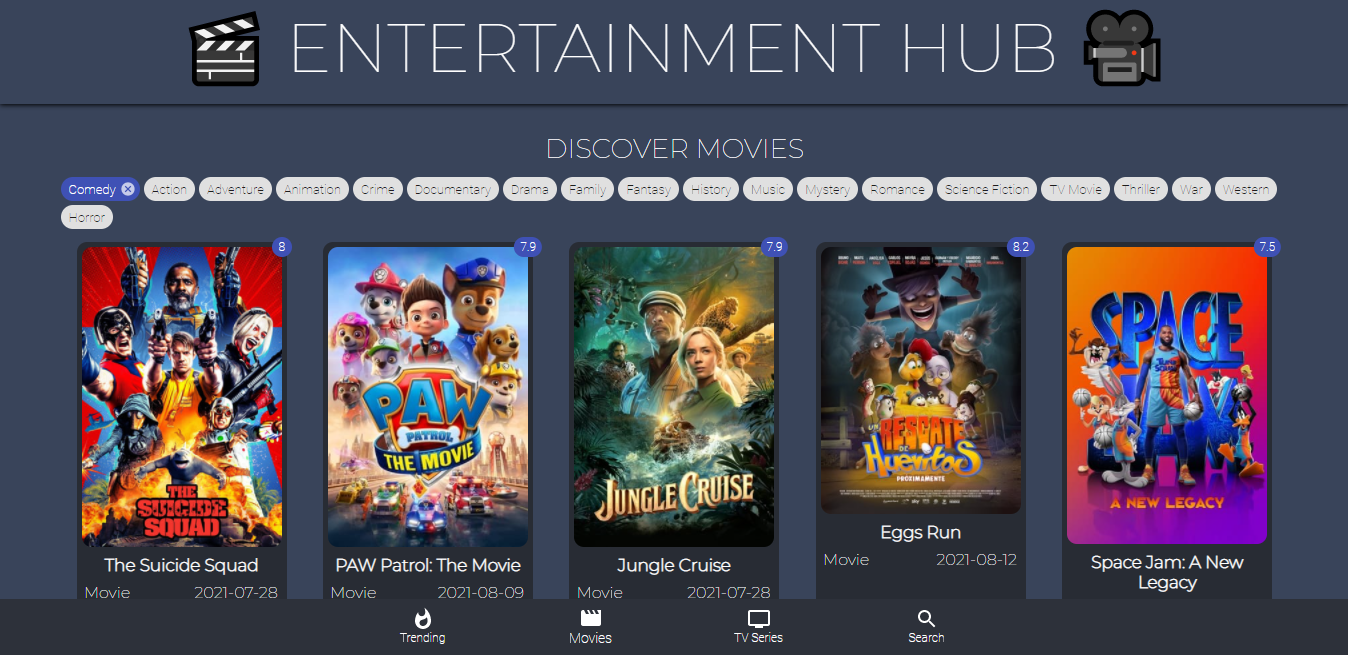 ENTERTAINMENT HUB
DISCOVER MOVIES
Comedy Action Adventure Animation Crime Documentary Drama Family Fantasy History Music Mystery Romance Science Fiction TV Movie Thriller War Western
Horror
8 7.9 7.9 8.2 7.5
THE
SUICIDE
SQUAD
The Suicide Squad
Movie 2021-07-28
PAW
PATROL
THE MOVIE
PAW Patrol: The Movie
Movie 2021-08-09
JUNGLE CRUISE
Jungle Cruise
Movie 2021-07-28
UN
RESCATE
DE
Huevitos
PROXIMAMENTE
Eggs Run
Movie 2021-08-12
SPACE
JAM
A NEW LEGACY
Space Jam: A New
Legacy
Trending Movies TV Series Search